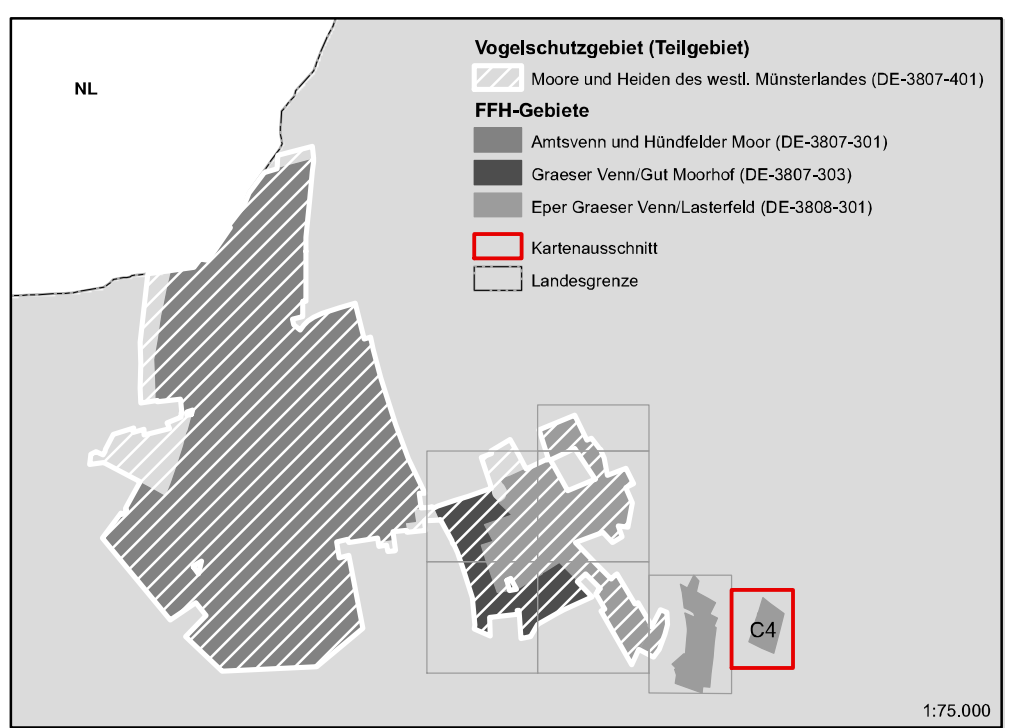 Vogelschutzgebiet (Teilgebiet)
NL
Moore und Heiden des westl. Münsterlandes (DE-3807-401)
FFH-Gebiete
Amtsvenn und Hündfelder Moor (DE-3807-301)
Graeser Venn/Gut Moorhof (DE-3807-303)
Eper Graeser Venn/Lasterfeld (DE-3808-301)
Kartenausschnitt
Landesgrenze
C4
1:75.000